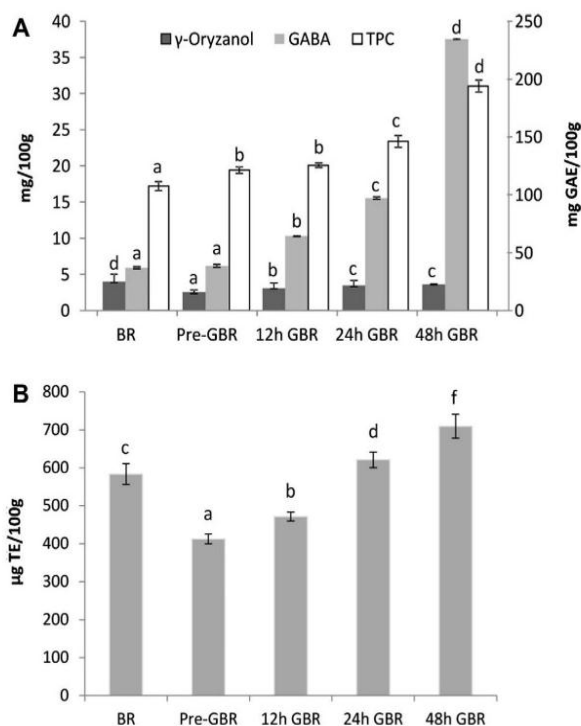 A
γ-Oryzanol GABA TPC
mg/100g
40
35
30
25
20
15
10
5
0
mg GAE/100g
250
200
150
100
50
0
d a a
a a b
b b b
c c c
c d d
BR Pre-GBR 12h GBR 24h GBR 48h GBR
B
µg TE/100g
800
700
600
500
400
300
200
100
0
c a b d f
BR Pre-GBR 12h GBR 24h GBR 48h GBR